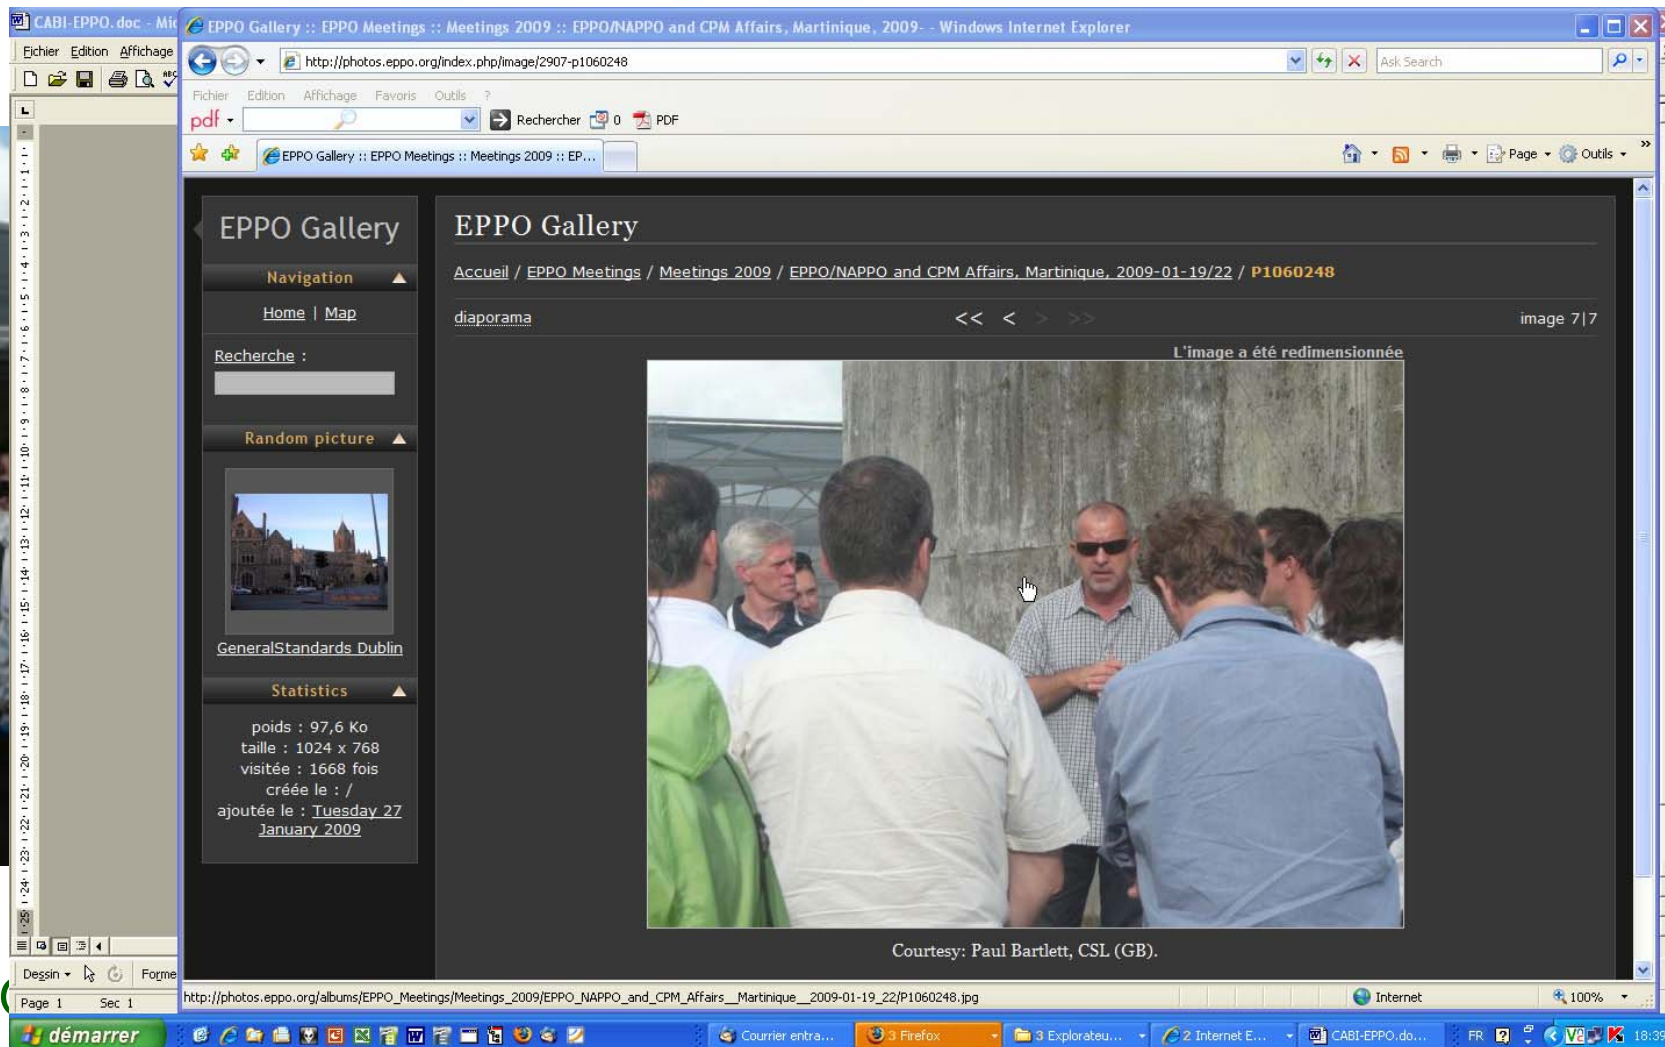 CABI-EPPO.doc - Mic
EPPO Gallery :: EPPO Meetings :: Meetings 2009 :: EPPO/NAPPO and CPM Affairs, Martinique, 2009- - Windows Internet Explorer
Fichier Edition Affichage
http://photos.eppo.org/index.php/image/2907-p1060248
Ask Search
Fichier Edition Affichage Favoris Outils ?
pdf
Rechercher 0 PDF
EPPO Gallery :: EPPO Meetings :: Meetings 2009 :: EP...
Page Outils
EPPO Gallery
Navigation
Home | Map
Recherche :
Random picture
GeneralStandards Dublin
Statistics
poids : 97,6 Ko
taille : 1024 x 768
visitée : 1668 fois
créée le : /
ajoutée le : Tuesday 27
January 2009
EPPO Gallery
Accueil / EPPO Meetings / Meetings 2009 / EPPO/NAPPO and CPM Affairs, Martinique, 2009-01-19/22 / P1060248
diaporama << < > >> image 7|7
L'image a été redimensionnée
Courtesy: Paul Bartlett, CSL (GB).
Dessin Forme
Page 1 Sec 1
http://photos.eppo.org/albums/EPPO_Meetings/Meetings_2009/EPPO_NAPPO_and_CPM_Affairs__Martinique__2009-01-19_22/P1060248.jpg
Internet 100%
démarrer
Courrier entra... 3 Firefox 3 Explorateu... 2 Internet E... CABI-EPPO.do... FR 18:39